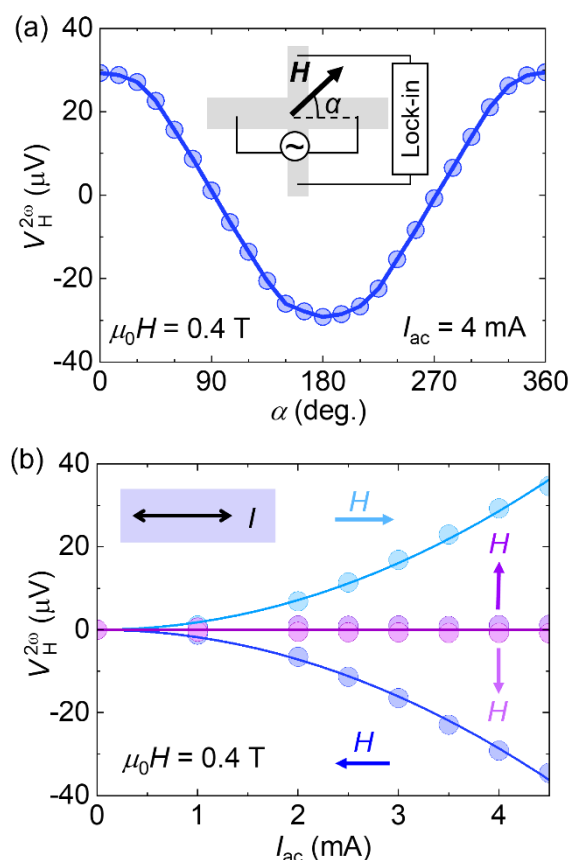 (a)
40
20
0
-20
-40
V_H^{2ω} (μV)
H
α
~
Lock-in
μ₀H = 0.4 T
I_ac = 4 mA
0 90 180 270 360
α (deg.)
(b)
40
20
0
-20
-40
V_H^{2ω} (μV)
I
H
H
H
H
μ₀H = 0.4 T
0 1 2 3 4
I_ac (mA)